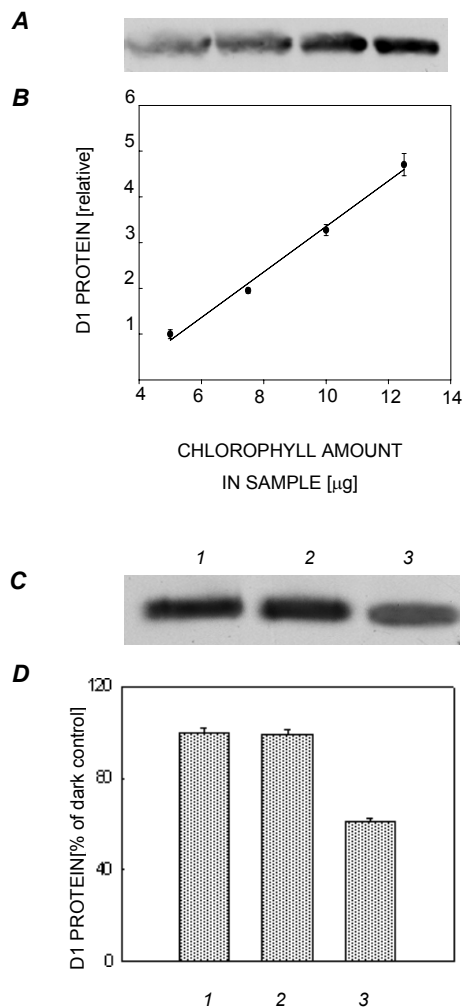 A
B
6
5
4
3
2
1
D1 PROTEIN [relative]
4 6 8 10 12 14
CHLOROPHYLL AMOUNT
IN SAMPLE [μg]
1 2 3
C
D
120
80
40
0
D1 PROTEIN[% of dark control]
1 2 3